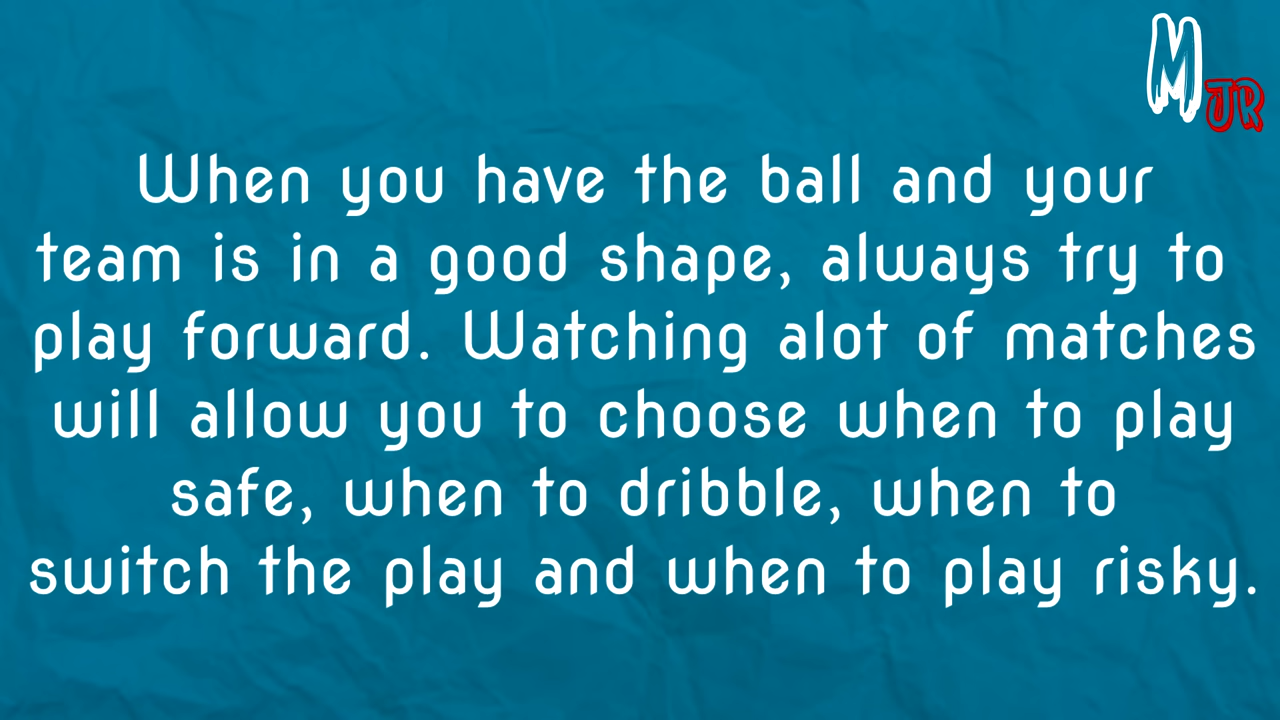 M JR
When you have the ball and your
team is in a good shape, always try to
play forward. Watching alot of matches
will allow you to choose when to play
safe, when to dribble, when to
switch the play and when to play risky.